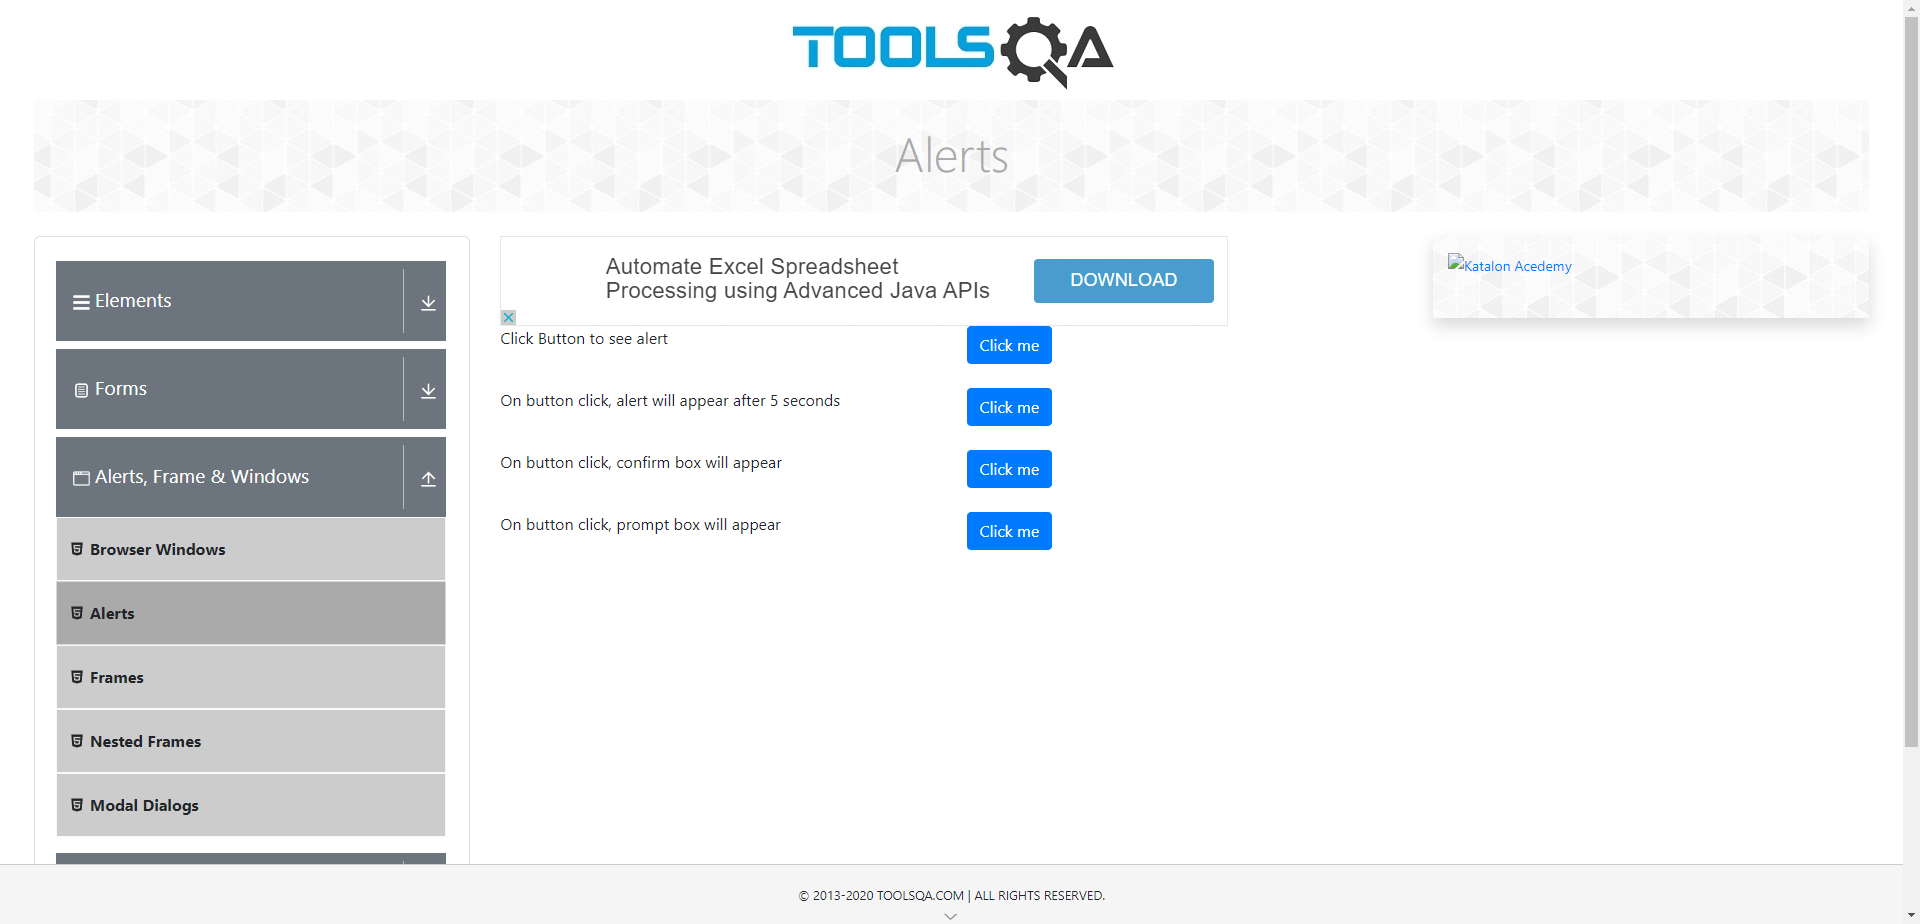 TOOLSQA
Alerts
Elements
Forms
Alerts, Frame & Windows
Browser Windows
Alerts
Frames
Nested Frames
Modal Dialogs
Automate Excel Spreadsheet
Processing using Advanced Java APIs
DOWNLOAD
Click Button to see alert
Click me
On button click, alert will appear after 5 seconds
Click me
On button click, confirm box will appear
Click me
On button click, prompt box will appear
Click me
Katalon Acedemy
© 2013-2020 TOOLSQA.COM | ALL RIGHTS RESERVED.